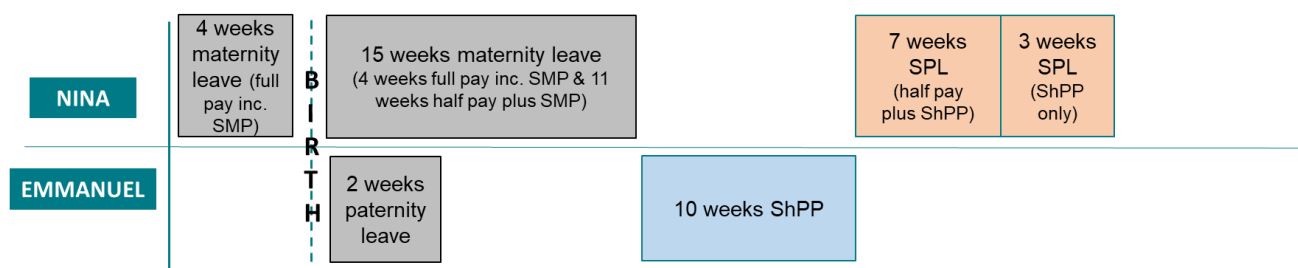 NINA
4 weeks
maternity
leave (full
pay inc.
SMP)
BIRTH
15 weeks maternity leave
(4 weeks full pay inc. SMP & 11
weeks half pay plus SMP)
7 weeks
SPL
(half pay
plus ShPP)
3 weeks
SPL
(ShPP
only)
EMMANUEL
2 weeks
paternity
leave
10 weeks ShPP